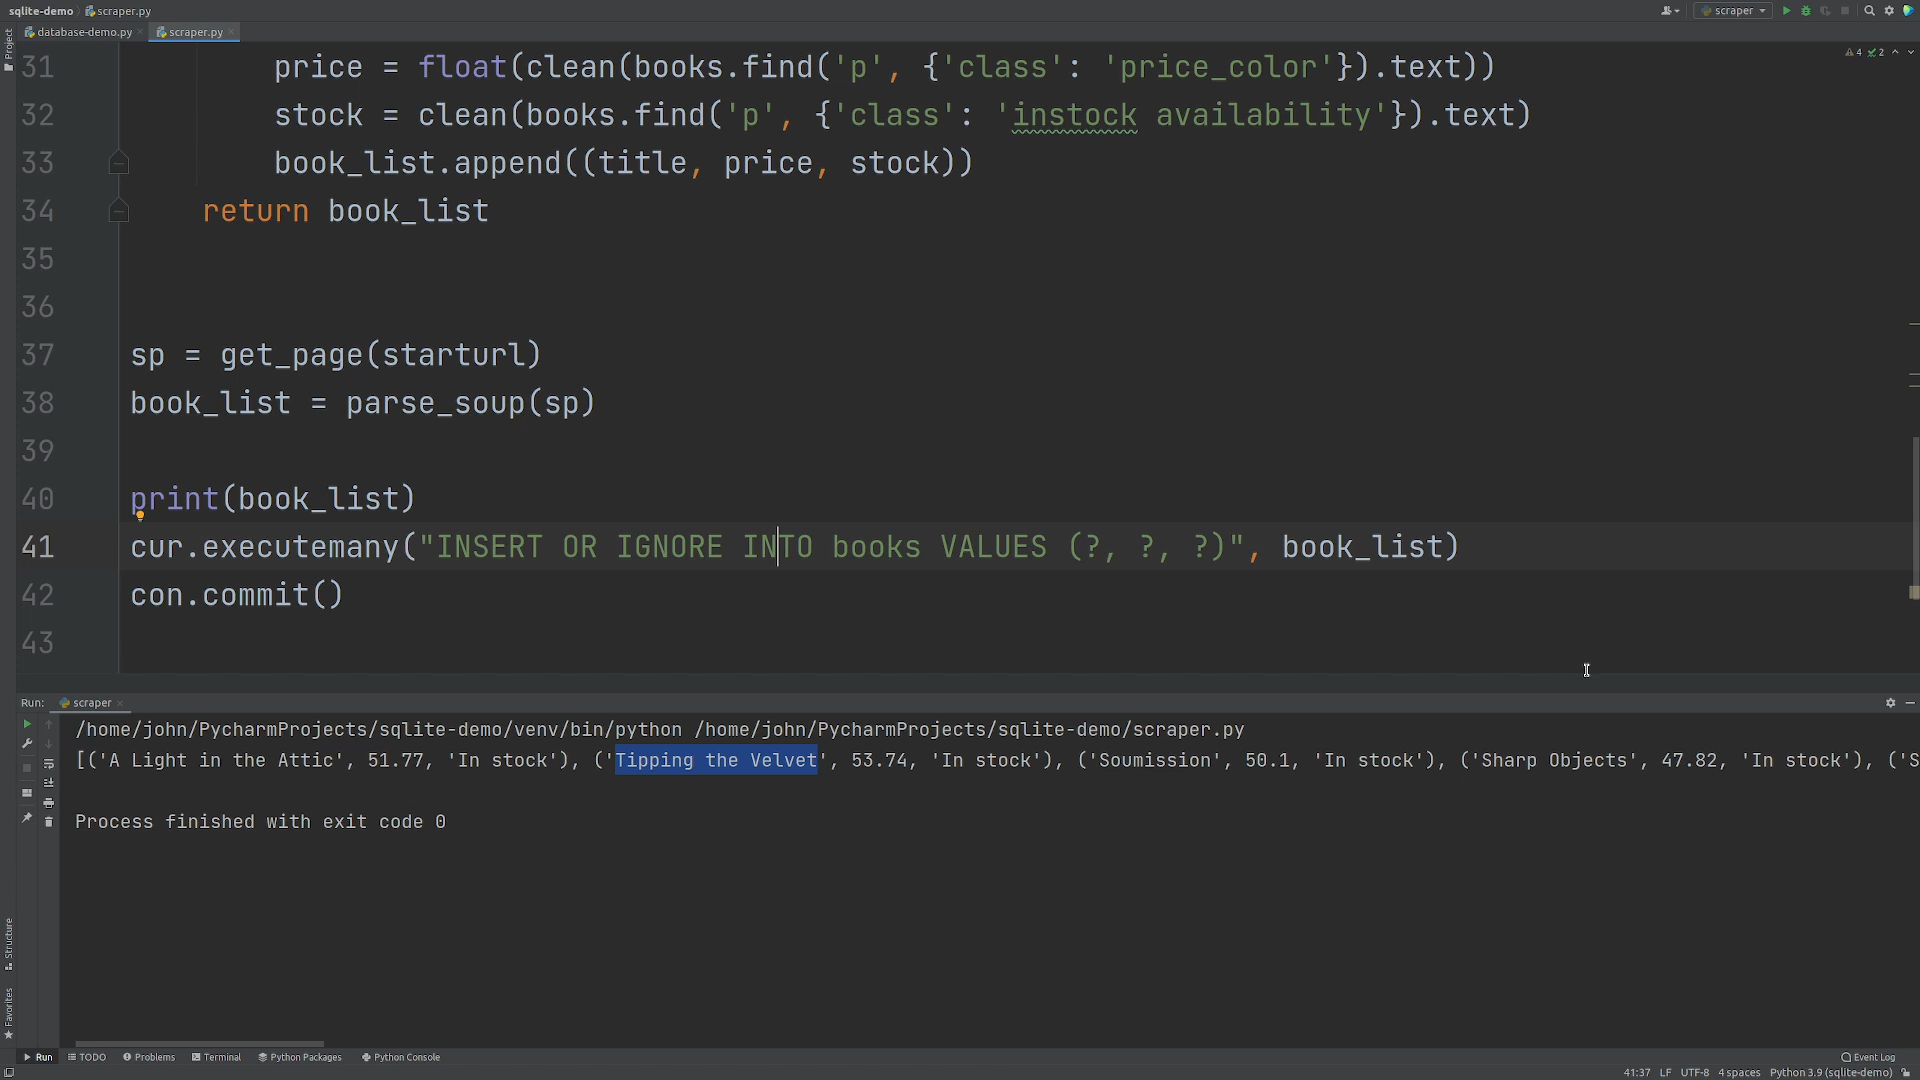 sqlite-demo scraper.py
scraper
database-demo.py scraper.py
Project
4 2
31 price = float(clean(books.find('p', {'class': 'price_color'}).text))
32 stock = clean(books.find('p', {'class': 'instock availability'}).text)
33 book_list.append((title, price, stock))
34 return book_list
35
36
37 sp = get_page(starturl)
38 book_list = parse_soup(sp)
39
40 print(book_list)
41 cur.executemany("INSERT OR IGNORE INTO books VALUES (?, ?, ?)", book_list)
42 con.commit()
43
Run: scraper
/home/john/PycharmProjects/sqlite-demo/venv/bin/python /home/john/PycharmProjects/sqlite-demo/scraper.py
[('A Light in the Attic', 51.77, 'In stock'), ('Tipping the Velvet', 53.74, 'In stock'), ('Soumission', 50.1, 'In stock'), ('Sharp Objects', 47.82, 'In stock'), ('S
Process finished with exit code 0
Structure
Favorites
Run TODO Problems Terminal Python Packages Python Console Event Log
41:37 LF UTF-8 4 spaces Python 3.9 (sqlite-demo)